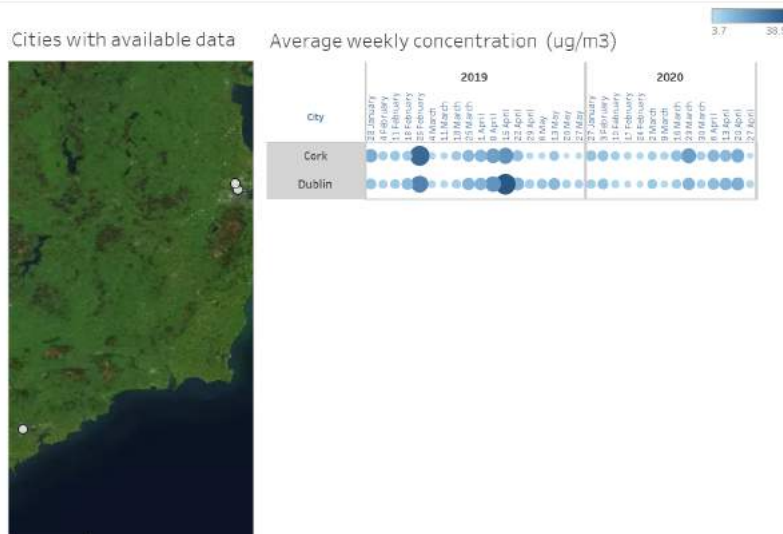 Cities with available data
Average weekly concentration (ug/m3)
3.7
2019
2020
City
4 February
11 February
18 February
25 February
4 March
11 March
18 March
25 March
1 April
8 April
15 April
22 April
29 April
6 May
13 May
20 May
27 May
27 January
3 February
10 February
17 February
24 February
2 March
9 March
16 March
23 March
30 March
6 April
13 April
20 April
27 April
Cork
Dublin